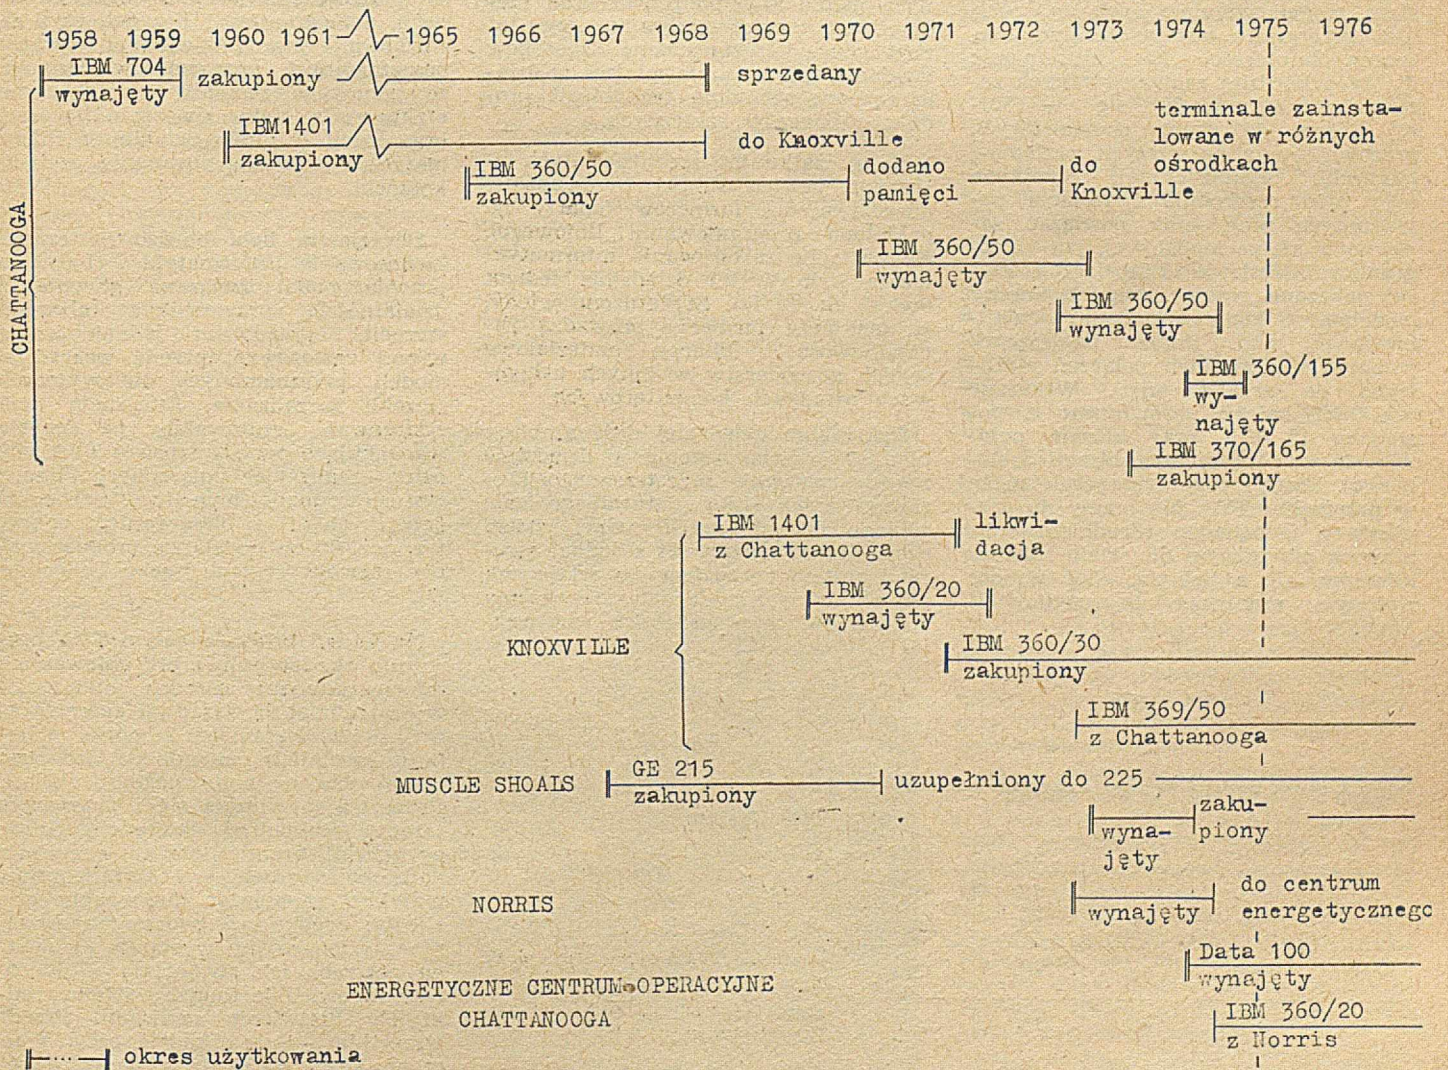 1958 1959 1960 1961 1965 1966 1967 1968 1969 1970 1971 1972 1973 1974 1975 1976
CHATTANOOGA
IBM 704
wynajęty
zakupiony
sprzedany
IBM1401
zakupiony
do Knoxville
terminale zainsta-
lowane w różnych
ośrodkach
IBM 360/50
zakupiony
dodano
pamięci
do
Knoxville
IBM 360/50
wynajęty
IBM 360/50
wynajęty
IBM 360/155
wy-
najęty
IBM 370/165
zakupiony
KNOXVILLE
IBM 1401
z Chattanooga
likwi-
dacja
IBM 360/20
wynajęty
IBM 360/30
zakupiony
IBM 369/50
z Chattanooga
MUSCLE SHOALS
GE 215
zakupiony
uzupełniony do 225
wyna-
jęty
zaku-
piony
NORRIS
wynajęty
do centrum
energetycznego
ENERGETYCZNE CENTRUM OPERACYJNE
CHATTANOOGA
Data 100
wynajęty
IBM 360/20
z Norris
okres użytkowania